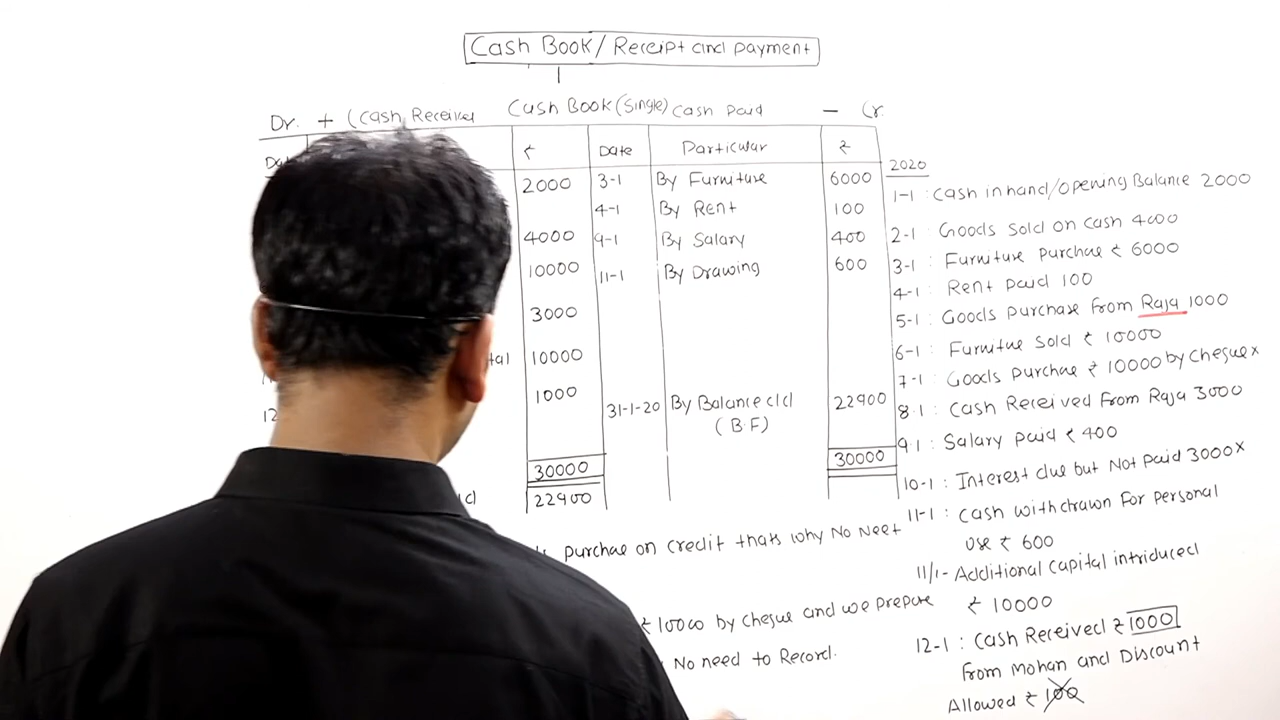 Cash Book/Receipt and payment
Cash Book (Single)
Dr. + (Cash Received Cash Paid - Cr.
₹ Date Particular ₹
2000 3-1 By Furniture 6000
4-1 By Rent 100
4000 9-1 By Salary 400
10000 11-1 By Drawing 600
3000
tal 10000
1000
12 31-1-20 By Balance c/d 22900
(B.F)
30000 30000
22900
2020
1-1 : Cash in hand/opening Balance 2000
2-1 : Goods sold on cash 4000
3-1 : Furniture Purchae ₹ 6000
4-1 : Rent paid 100
5-1 : Goods purchase from Raja 1000
6-1 : Furnitue sold ₹ 10000
7-1 : Goods purchae ₹ 10000 by Cheque x
8-1 : Cash Received From Raja 3000
9-1 : Salary paid ₹ 400
10-1 : Interest due but Not Paid 3000 x
11-1 : Cash withdrawn For Personal
use ₹ 600
11/1- Additional Capital intriduced
₹ 10000
12-1 : Cash Received ₹ 1000
from Mohan and Discount
Allowed ₹ 100
purchae on credit thats why No Neet
₹ 10000 by cheque and we prepare
No need to Record.